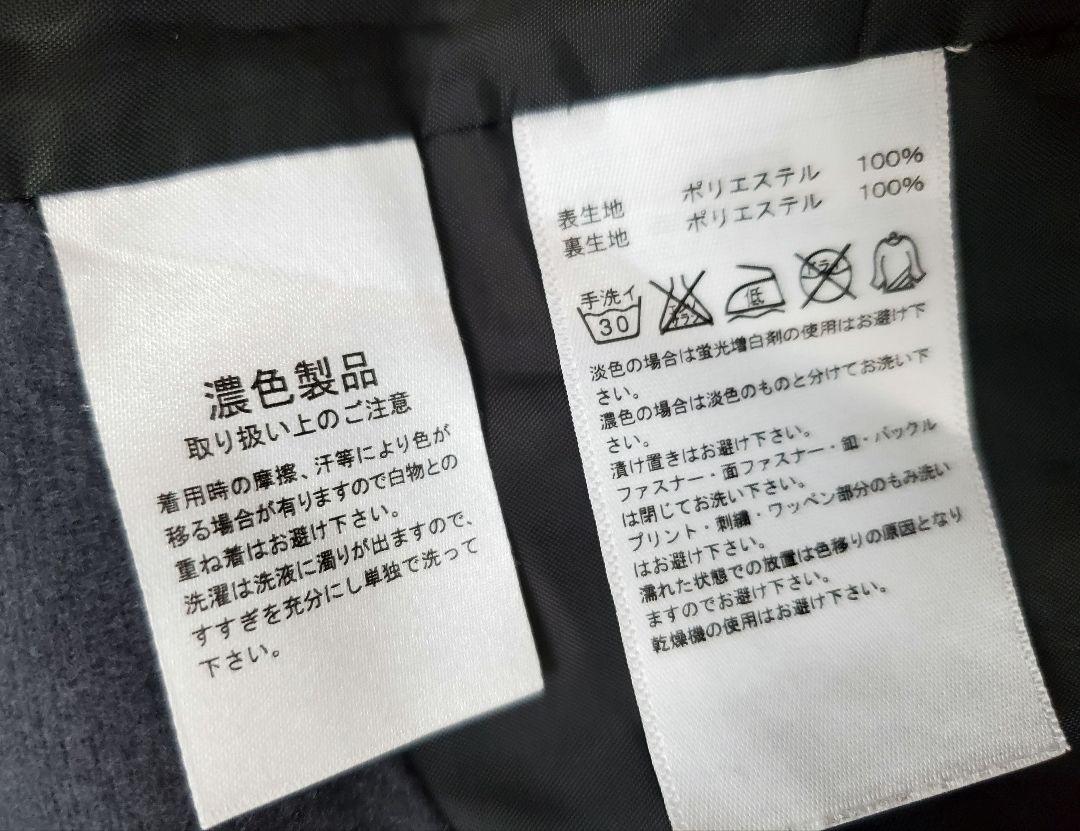 濃色製品
取り扱い上のご注意
着用時の摩擦、汗等により色が
移る場合が有りますので白物との
重ね着はお避け下さい。
洗濯は洗液に濁りが出ますので、
すすぎを充分にし単独で洗って
下さい。
表生地 ポリエステル 100%
裏生地 ポリエステル 100%
手洗イ
30
低
ドライ
淡色の場合は蛍光増白剤の使用はお避け下
さい。
濃色の場合は淡色のものと分けてお洗い下
さい。
漬け置きはお避け下さい。
ファスナー・面ファスナー・釦・バックル
は閉じてお洗い下さい。
プリント・刺繍・ワッペン部分のもみ洗い
はお避け下さい。
濡れた状態での放置は色移りの原因となり
ますのでお避け下さい。
乾燥機の使用はお避け下さい。